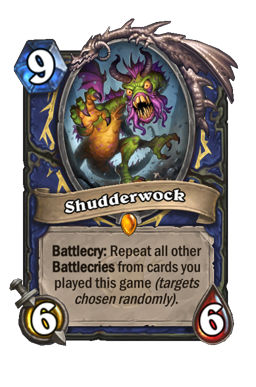 9
Shudderwock
Battlecry: Repeat all other
Battlecries from cards you
played this game (targets
chosen randomly).
6
6